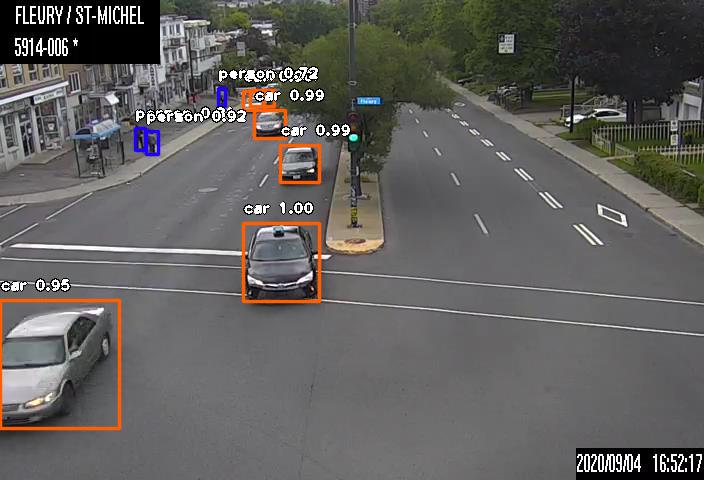 FLEURY / ST-MICHEL
5914-006 *
person 0.72
car 0.99
person 0.92
car 0.99
Fleury
car 1.00
car 0.95
2020/09/04 16:52:17